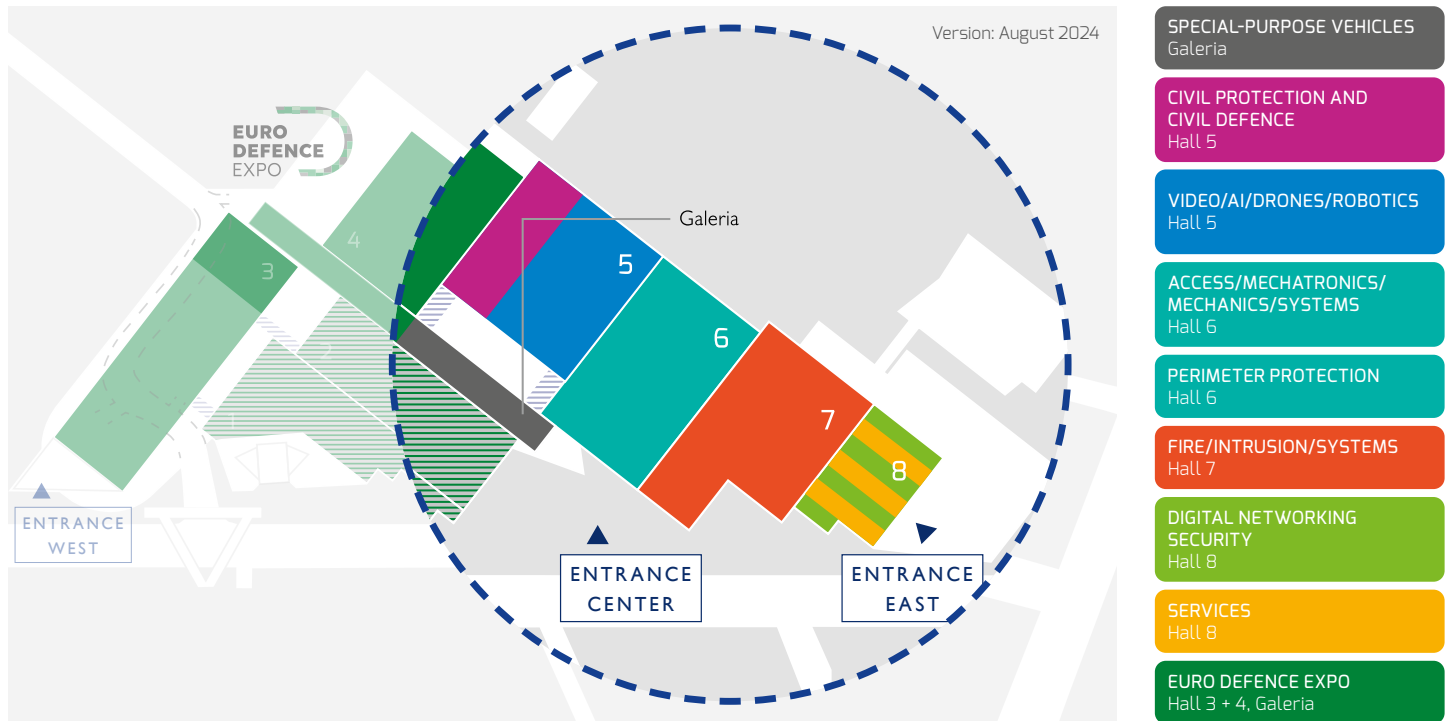 Version: August 2024
EURO
DEFENCE
EXPO
4
3
2
1
Galeria
5
6
7
8
ENTRANCE
WEST
ENTRANCE
CENTER
ENTRANCE
EAST
SPECIAL-PURPOSE VEHICLES
Galeria
CIVIL PROTECTION AND
CIVIL DEFENCE
Hall 5
VIDEO/AI/DRONES/ROBOTICS
Hall 5
ACCESS/MECHATRONICS/
MECHANICS/SYSTEMS
Hall 6
PERIMETER PROTECTION
Hall 6
FIRE/INTRUSION/SYSTEMS
Hall 7
DIGITAL NETWORKING
SECURITY
Hall 8
SERVICES
Hall 8
EURO DEFENCE EXPO
Hall 3 + 4, Galeria